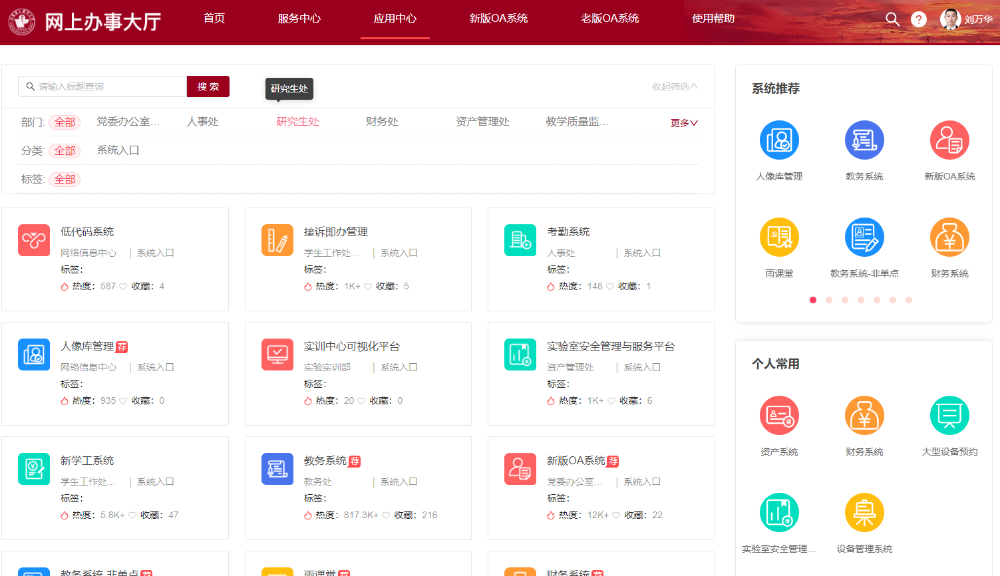 网上办事大厅
首页 服务中心 应用中心 新版OA系统 老版OA系统 使用帮助
? 刘万华
请输入标题查询 搜 索 收起筛选
研究生处
部门: 全部 党委办公室... 人事处 研究生处 财务处 资产管理处 教学质量监... 更多
分类: 全部 系统入口
标签: 全部
低代码系统
网络信息中心 | 系统入口
标签:
热度: 587 收藏: 4
接诉即办管理
学生工作处... | 系统入口
标签:
热度: 1K+ 收藏: 5
考勤系统
人事处 | 系统入口
标签:
热度: 148 收藏: 1
人像库管理 荐
网络信息中心 | 系统入口
标签:
热度: 935 收藏: 0
实训中心可视化平台
实验实训部 | 系统入口
标签:
热度: 20 收藏: 0
实验室安全管理与服务平台
资产管理处 | 系统入口
标签:
热度: 1K+ 收藏: 6
新学工系统
学生工作处... | 系统入口
标签:
热度: 5.8K+ 收藏: 47
教务系统 荐
教务处 | 系统入口
标签:
热度: 817.3K+ 收藏: 216
新版OA系统 荐
党委办公室... | 系统入口
标签:
热度: 12K+ 收藏: 22
教务系统-非单点 荐
雨课堂 荐
财务系统 荐
系统推荐
人像库管理 教务系统 新版OA系统
雨课堂 教务系统-非单点 财务系统
个人常用
资产系统 财务系统 大型设备预约
实验室安全管理... 设备管理系统